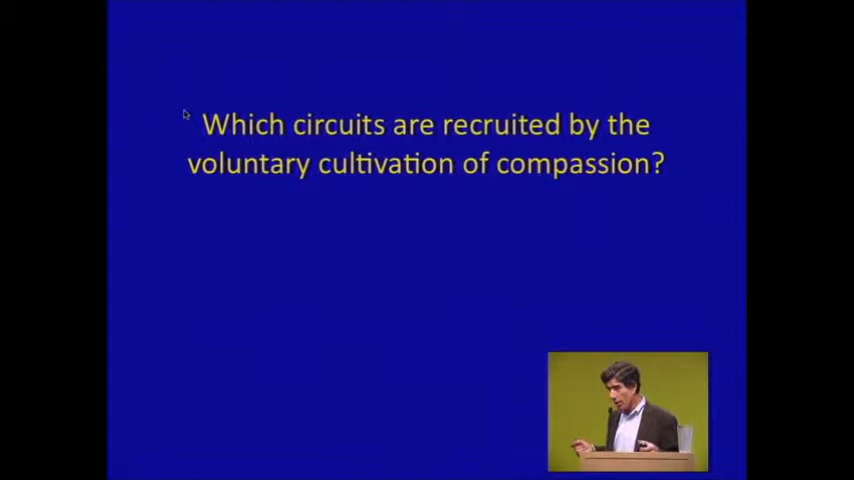 Which circuits are recruited by the
voluntary cultivation of compassion?